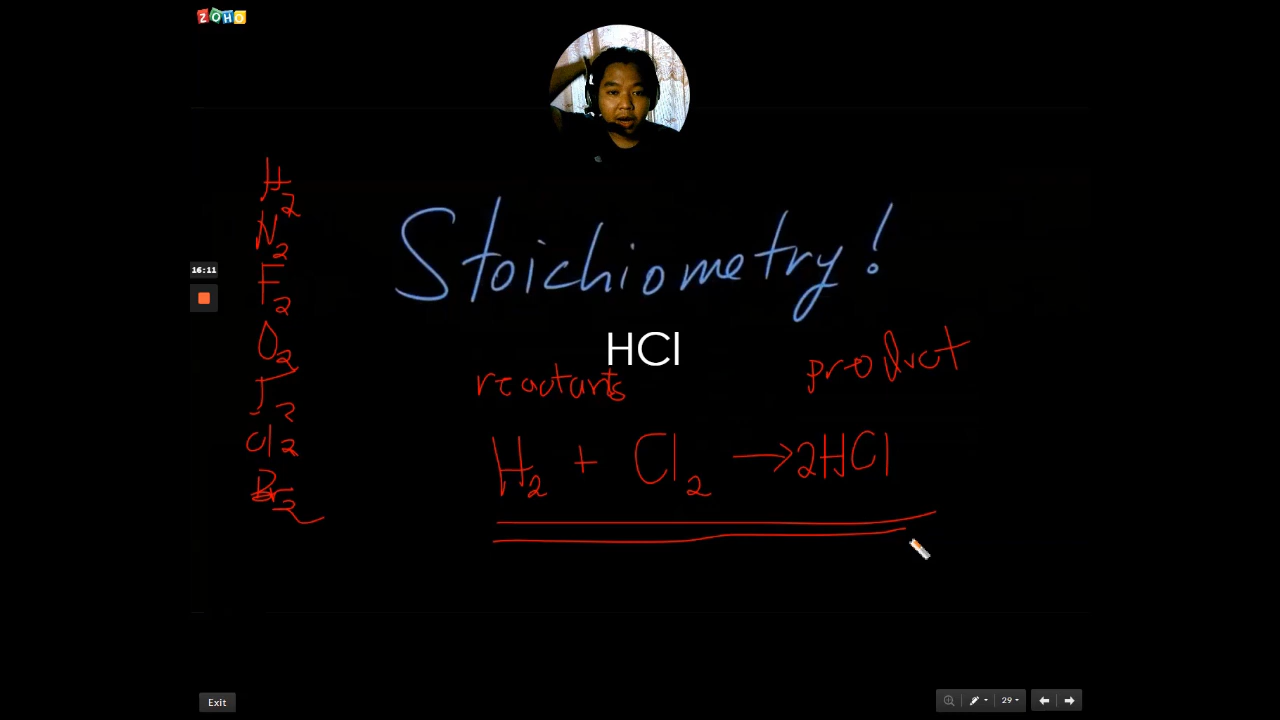 ZOHO
H2
N2
F2
O2
I2
Cl2
Br2
16:11
Stoichiometry!
HCl
reactants
product
H2 + Cl2 → 2HCl
Exit
29